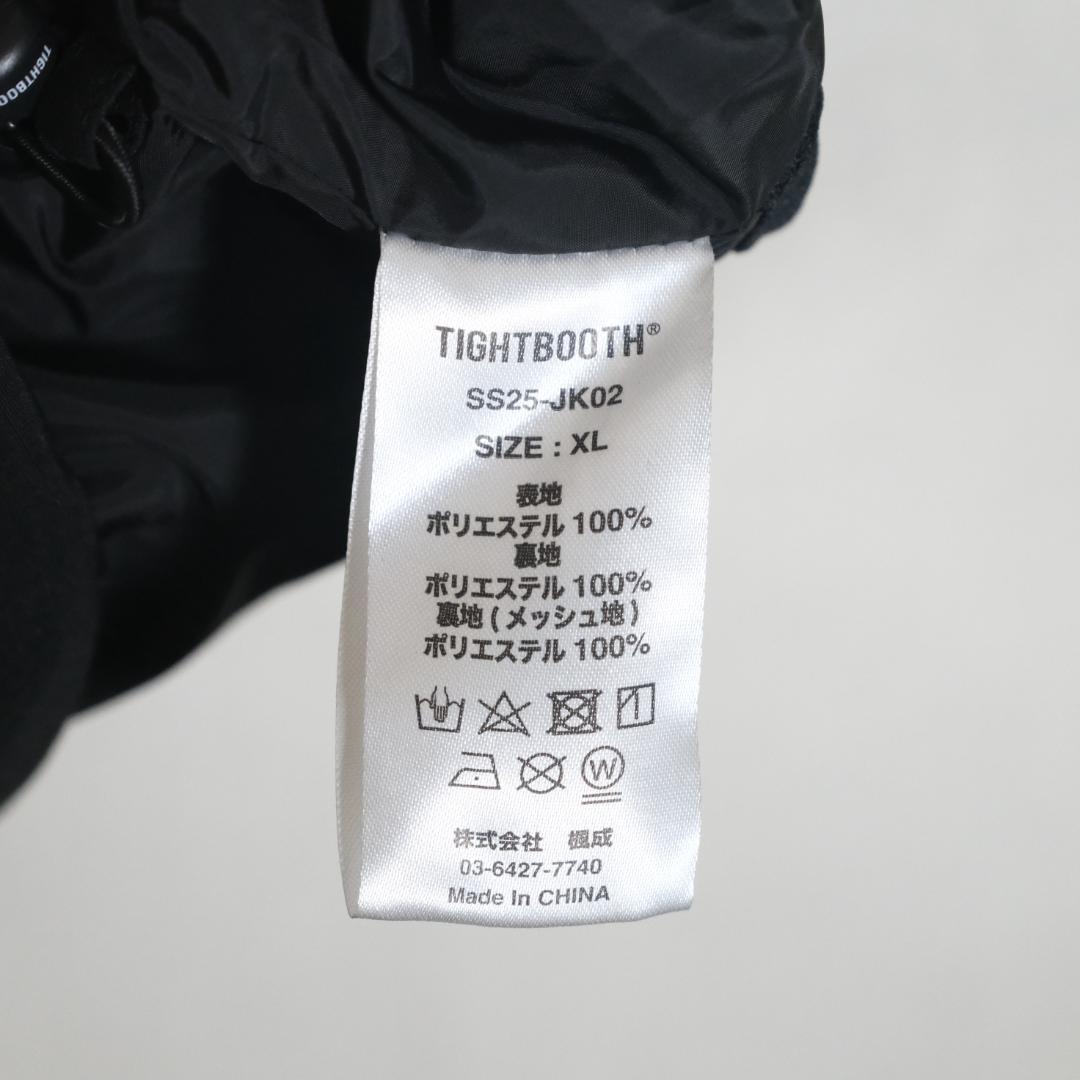 TIGHTBOO
TIGHTBOOTH®
SS25-JK02
SIZE : XL
表地
ポリエステル 100%
裏地
ポリエステル 100%
裏地 ( メッシュ地 )
ポリエステル 100%
W
株式会社 楓成
03-6427-7740
Made In CHINA